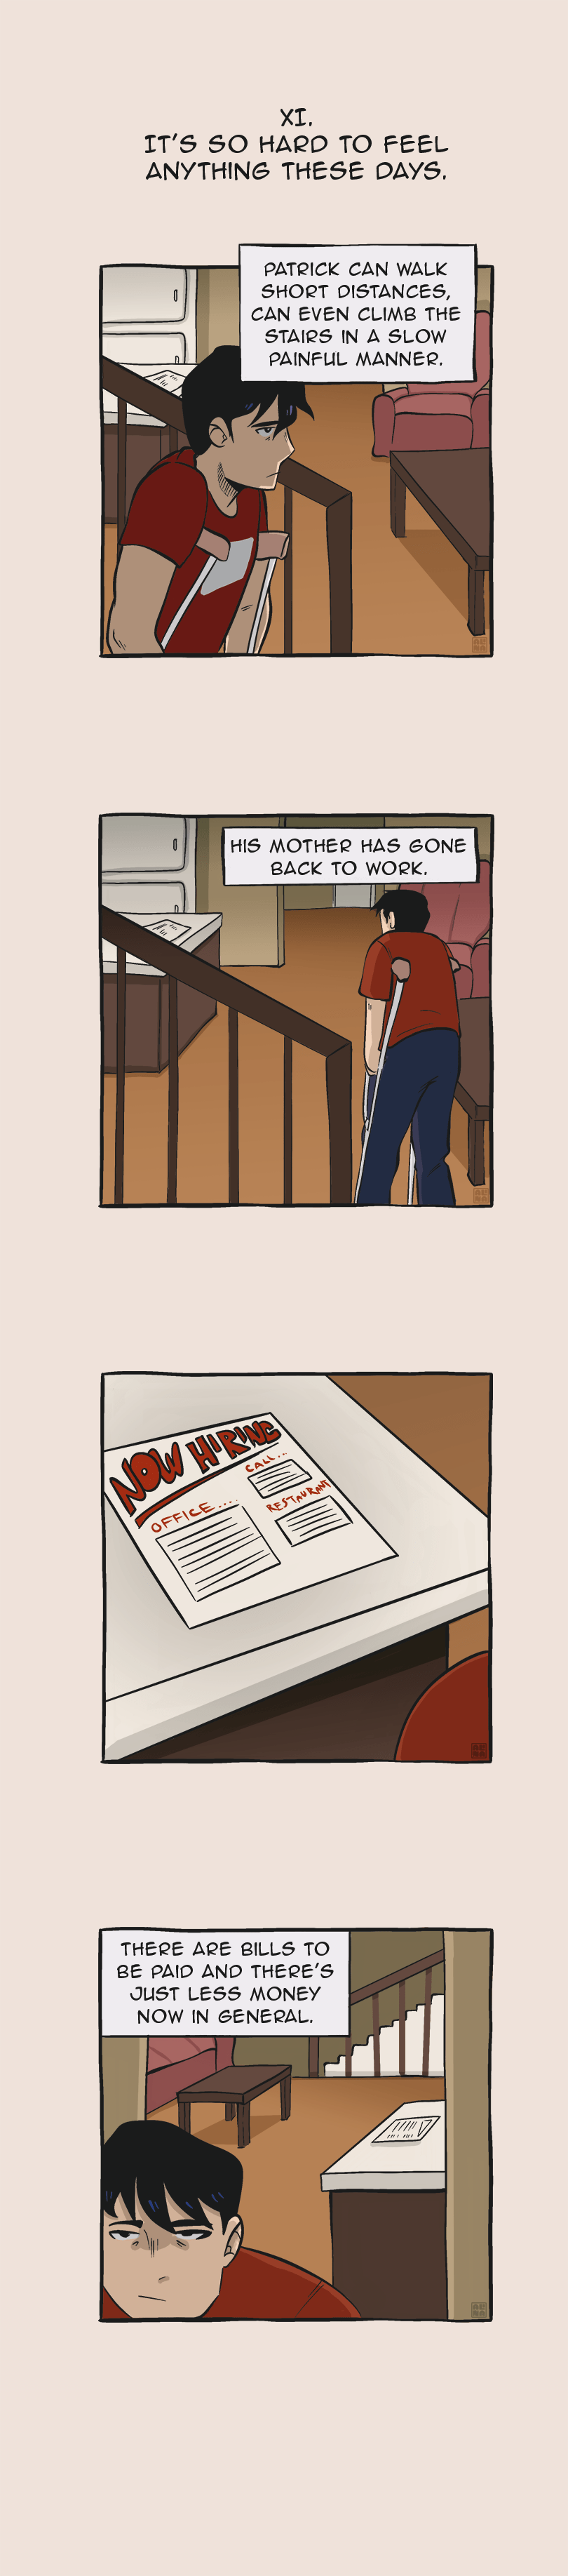 XI.
IT'S SO HARD TO FEEL
ANYTHING THESE DAYS.
PATRICK CAN WALK
SHORT DISTANCES,
CAN EVEN CLIMB THE
STAIRS IN A SLOW
PAINFUL MANNER.
HIS MOTHER HAS GONE
BACK TO WORK.
NOW HIRING
CALL...
OFFICE....
RESTAURANT
THERE ARE BILLS TO
BE PAID AND THERE'S
JUST LESS MONEY
NOW IN GENERAL.